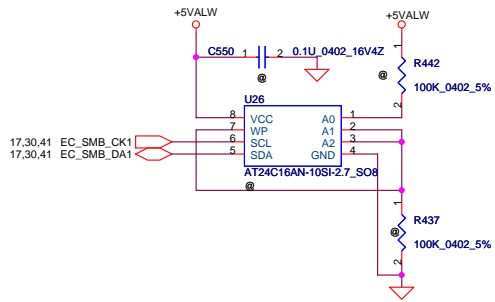 +5VALW
+5VALW
C550 1 2 0.1U_0402_16V4Z
@
1
R442
@
100K_0402_5%
2
U26
8 VCC A0 1
7 WP A1 2
17,30,41 EC_SMB_CK1 6 SCL A2 3
17,30,41 EC_SMB_DA1 5 SDA GND 4
AT24C16AN-10SI-2.7_SO8
@
1
R437
@
100K_0402_5%
2